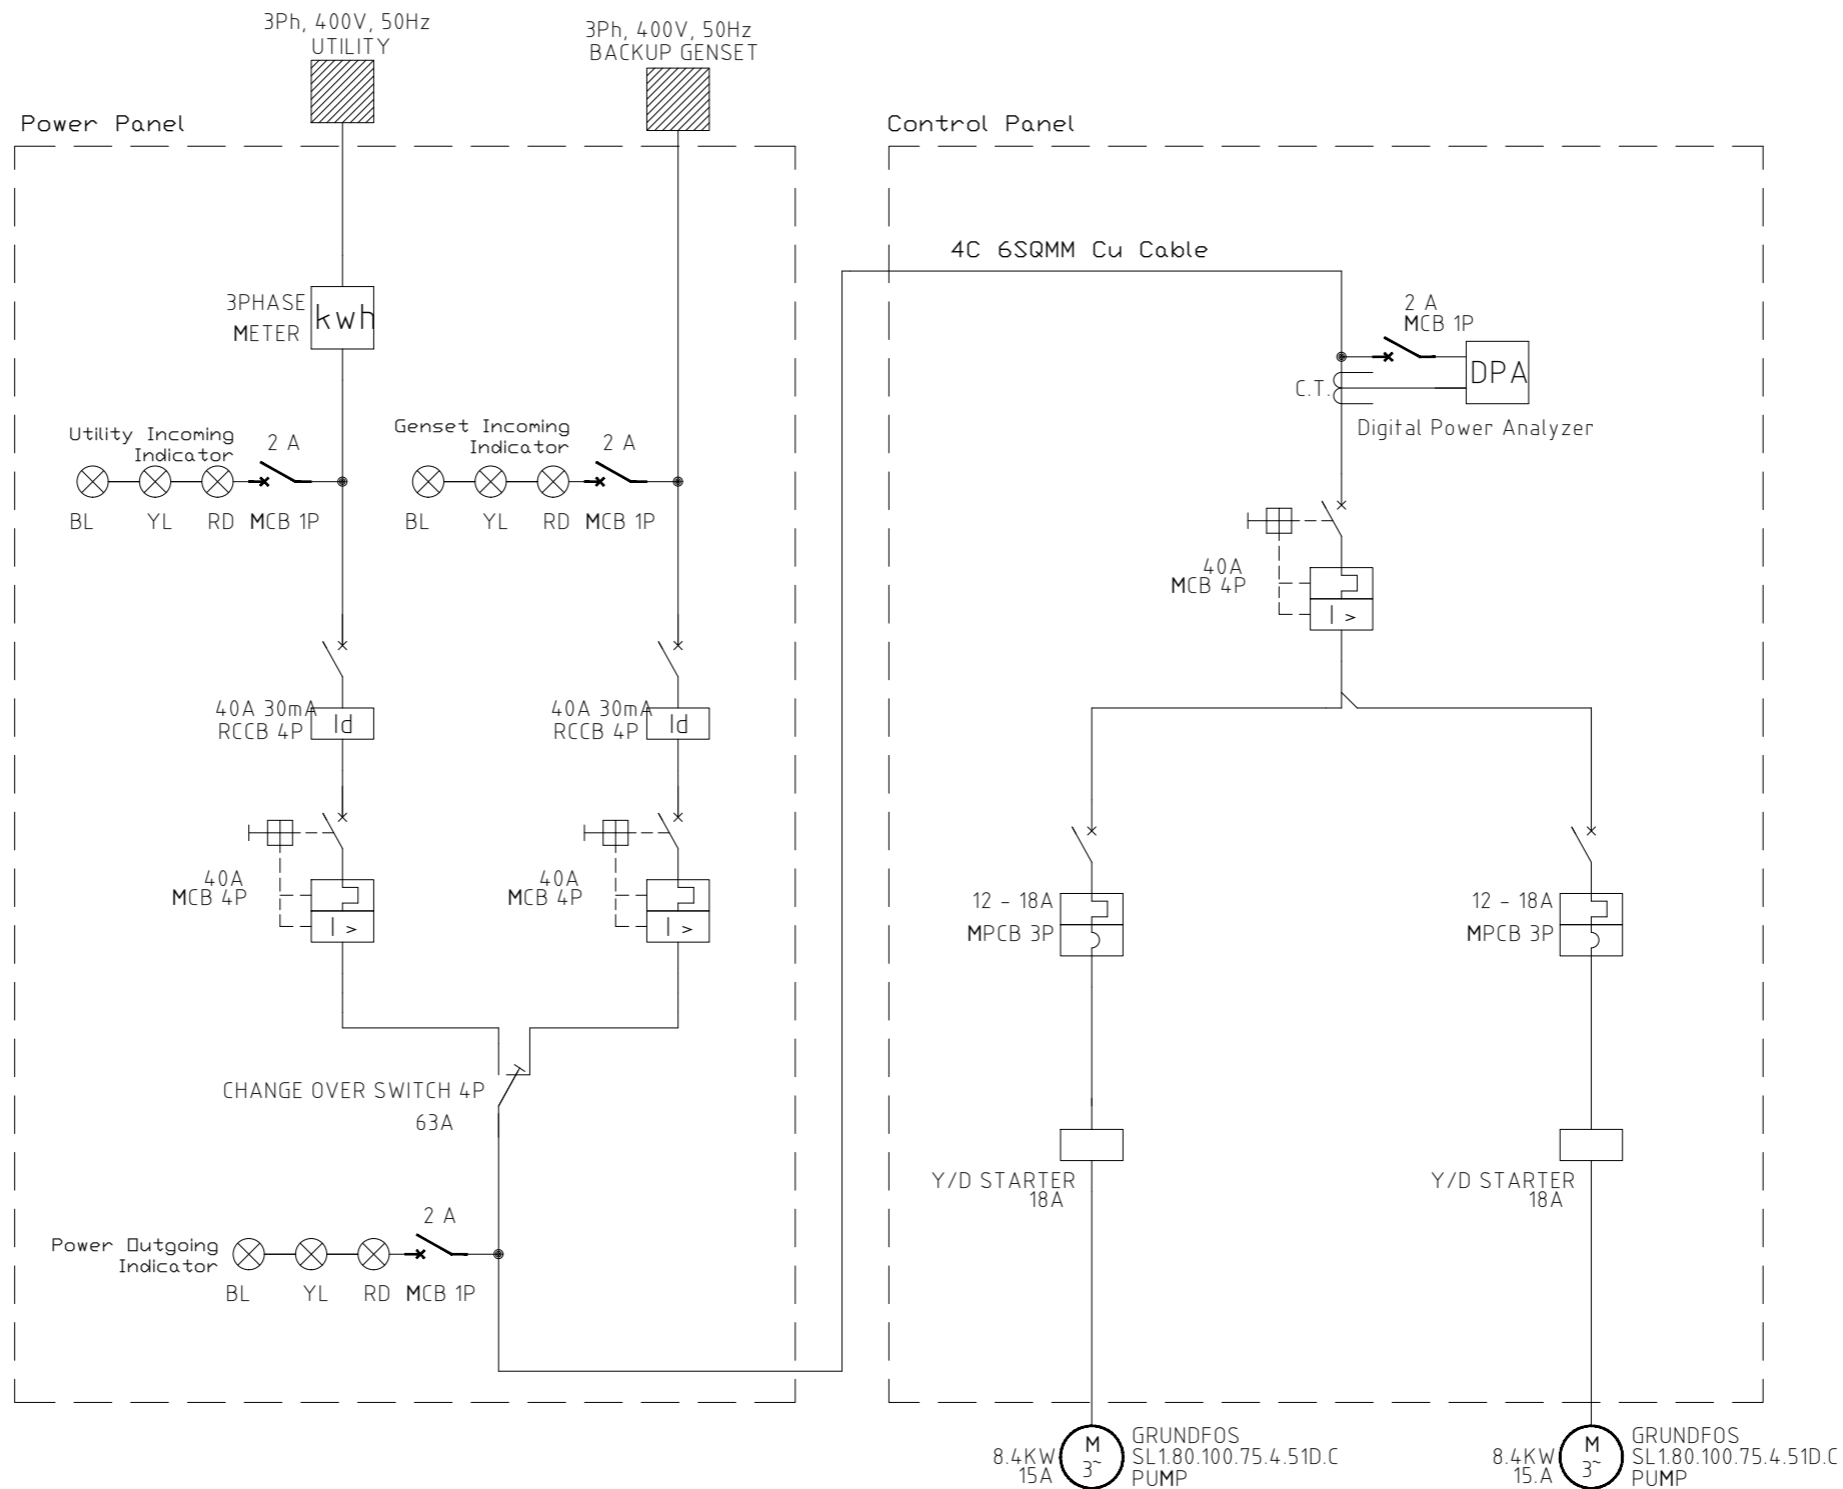 3Ph, 400V, 50Hz
UTILITY
3Ph, 400V, 50Hz
BACKUP GENSET
Power Panel
Control Panel
4C 6SQMM Cu Cable
3PHASE
METER
kwh
2 A
MCB 1P
DPA
C.T.
Digital Power Analyzer
Utility Incoming
Indicator
2 A
BL YL RD MCB 1P
Genset Incoming
Indicator
2 A
BL YL RD MCB 1P
40A
MCB 4P
I >
40A 30mA
RCCB 4P
Id
40A 30mA
RCCB 4P
Id
40A
MCB 4P
I >
40A
MCB 4P
I >
12 - 18A
MPCB 3P
12 - 18A
MPCB 3P
CHANGE OVER SWITCH 4P
63A
Y/D STARTER
18A
Y/D STARTER
18A
Power Outgoing
Indicator
2 A
BL YL RD MCB 1P
8.4KW
15A
M
3~
GRUNDFOS
SL1.80.100.75.4.51D.C
PUMP
8.4KW
15.A
M
3~
GRUNDFOS
SL1.80.100.75.4.51D.C
PUMP